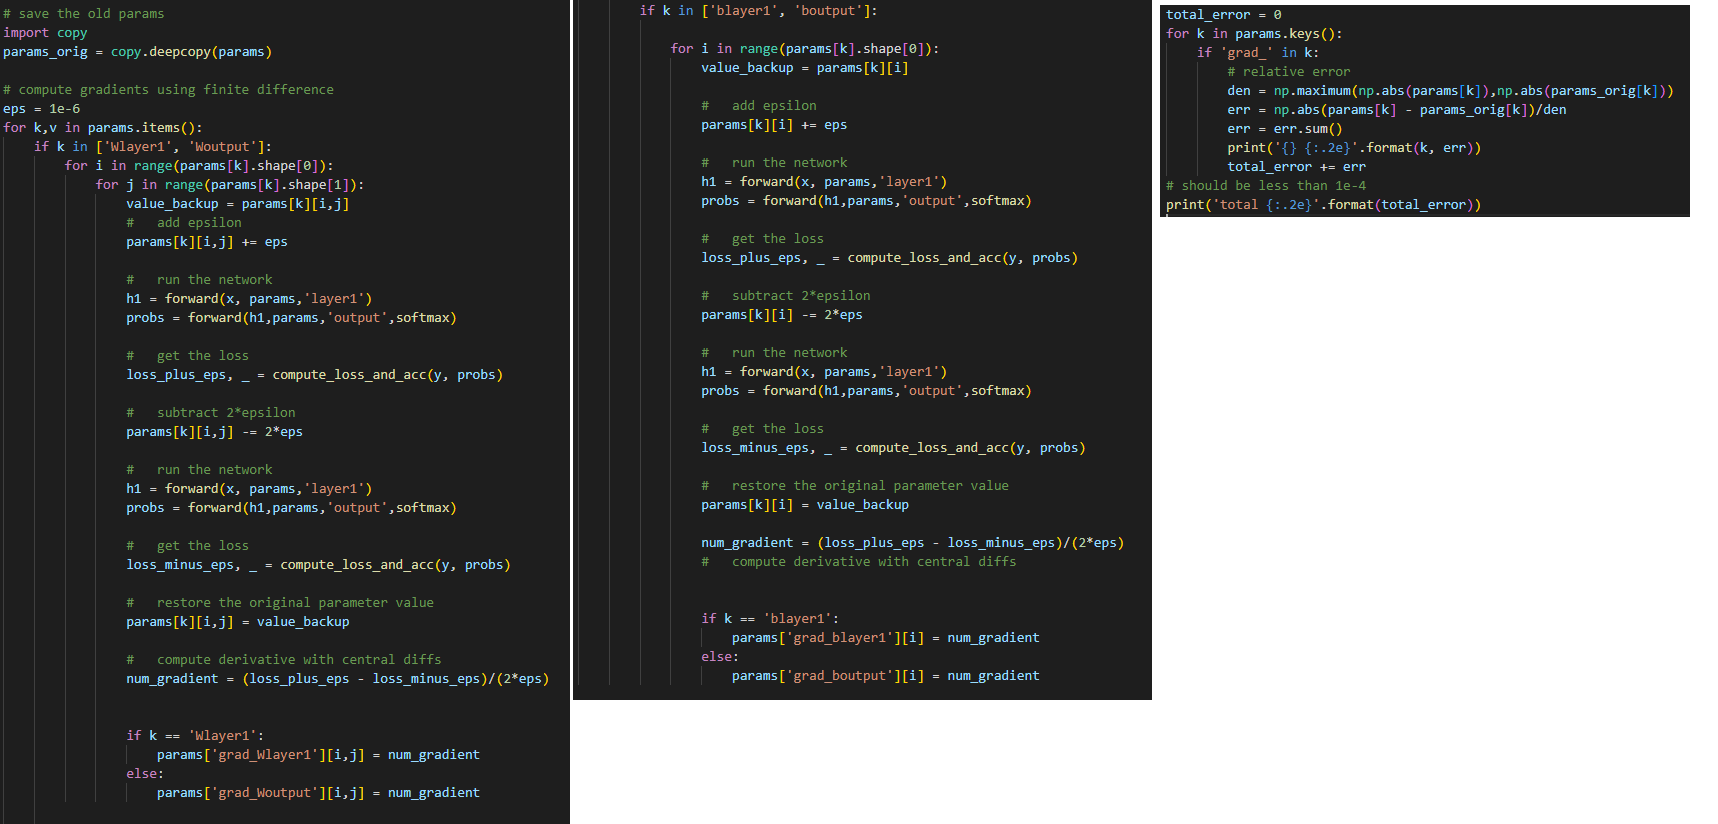 # save the old params
import copy
params_orig = copy.deepcopy(params)
# compute gradients using finite difference
eps = 1e-6
for k,v in params.items():
    if k in ['Wlayer1', 'Woutput']:
        for i in range(params[k].shape[0]):
            for j in range(params[k].shape[1]):
                value_backup = params[k][i,j]
                #   add epsilon
                params[k][i,j] += eps
                #   run the network
                h1 = forward(x, params,'layer1')
                probs = forward(h1,params,'output',softmax)
                #   get the loss
                loss_plus_eps, _ = compute_loss_and_acc(y, probs)
                #   subtract 2*epsilon
                params[k][i,j] -= 2*eps
                #   run the network
                h1 = forward(x, params,'layer1')
                probs = forward(h1,params,'output',softmax)
                #   get the loss
                loss_minus_eps, _ = compute_loss_and_acc(y, probs)
                #   restore the original parameter value
                params[k][i,j] = value_backup
                #   compute derivative with central diffs
                num_gradient = (loss_plus_eps - loss_minus_eps)/(2*eps)
                if k == 'Wlayer1':
                    params['grad_Wlayer1'][i,j] = num_gradient
                else:
                    params['grad_Woutput'][i,j] = num_gradient
    if k in ['blayer1', 'boutput']:
        for i in range(params[k].shape[0]):
            value_backup = params[k][i]
            #   add epsilon
            params[k][i] += eps
            #   run the network
            h1 = forward(x, params,'layer1')
            probs = forward(h1,params,'output',softmax)
            #   get the loss
            loss_plus_eps, _ = compute_loss_and_acc(y, probs)
            #   subtract 2*epsilon
            params[k][i] -= 2*eps
            #   run the network
            h1 = forward(x, params,'layer1')
            probs = forward(h1,params,'output',softmax)
            #   get the loss
            loss_minus_eps, _ = compute_loss_and_acc(y, probs)
            #   restore the original parameter value
            params[k][i] = value_backup
            num_gradient = (loss_plus_eps - loss_minus_eps)/(2*eps)
            #   compute derivative with central diffs
            if k == 'blayer1':
                params['grad_blayer1'][i] = num_gradient
            else:
                params['grad_boutput'][i] = num_gradient
total_error = 0
for k in params.keys():
    if 'grad_' in k:
        # relative error
        den = np.maximum(np.abs(params[k]),np.abs(params_orig[k]))
        err = np.abs(params[k] - params_orig[k])/den
        err = err.sum()
        print('{} {:.2e}'.format(k, err))
        total_error += err
# should be less than 1e-4
print('total {:.2e}'.format(total_error))